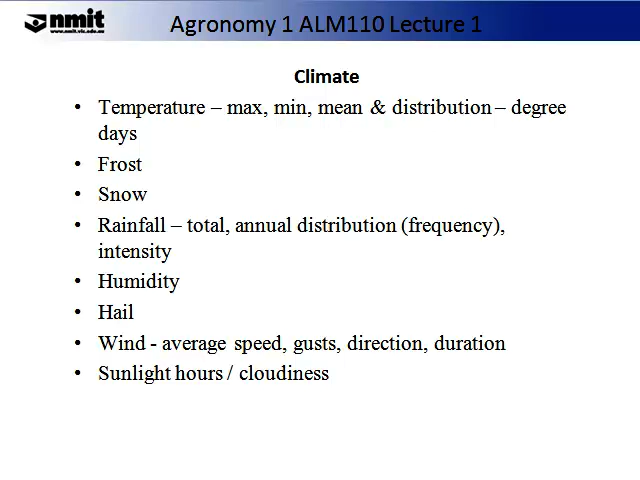 nmit
www.nmit.vic.edu.au
Agronomy 1 ALM110 Lecture 1
Climate
• Temperature – max, min, mean & distribution – degree
days
• Frost
• Snow
• Rainfall – total, annual distribution (frequency),
intensity
• Humidity
• Hail
• Wind - average speed, gusts, direction, duration
• Sunlight hours / cloudiness